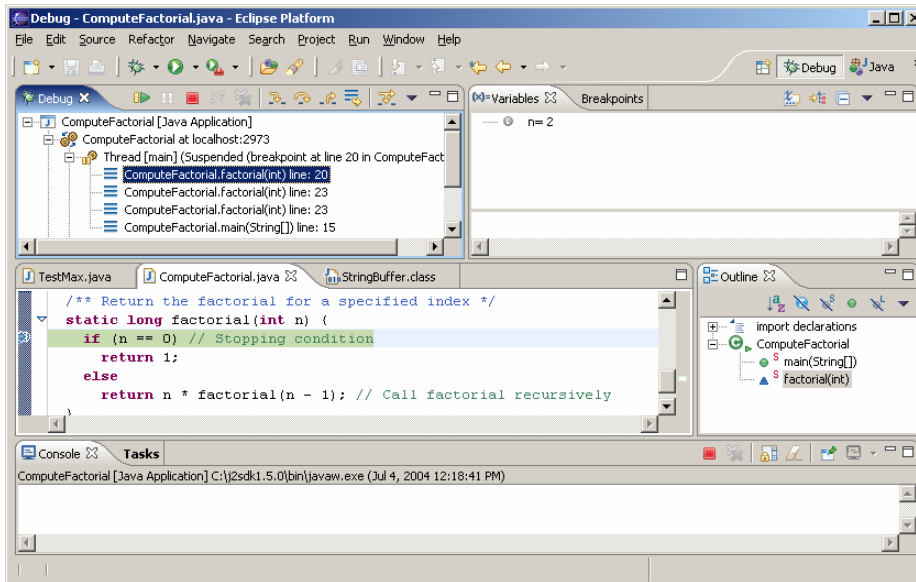 Debug - ComputeFactorial.java - Eclipse Platform
File Edit Source Refactor Navigate Search Project Run Window Help
Debug Java
Debug
(x)= Variables Breakpoints
ComputeFactorial [Java Application]
ComputeFactorial at localhost:2973
Thread [main] (Suspended (breakpoint at line 20 in ComputeFact
ComputeFactorial.factorial(int) line: 20
ComputeFactorial.factorial(int) line: 23
ComputeFactorial.factorial(int) line: 23
ComputeFactorial.main(String[]) line: 15
n= 2
TestMax.java ComputeFactorial.java StringBuffer.class
/** Return the factorial for a specified index */
static long factorial(int n) {
if (n == 0) // Stopping condition
return 1;
else
return n * factorial(n - 1); // Call factorial recursively
}
Outline
import declarations
ComputeFactorial
main(String[])
factorial(int)
Console Tasks
ComputeFactorial [Java Application] C:\j2sdk1.5.0\bin\javaw.exe (Jul 4, 2004 12:18:41 PM)